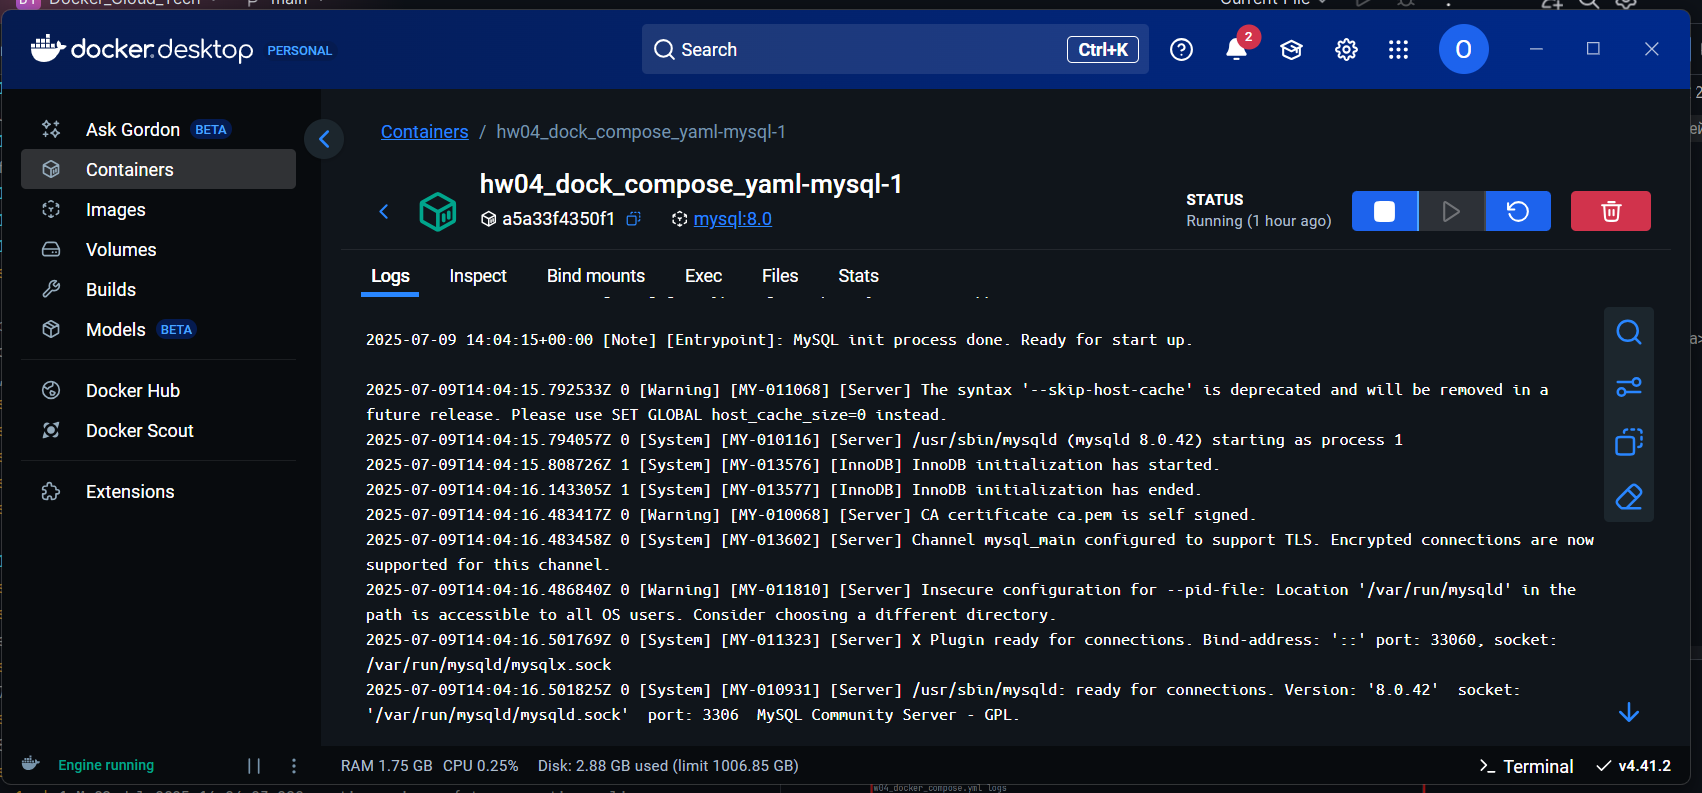 Docker_Cloud_Tech
main
Current File
docker.desktop PERSONAL
Search
Ctrl+K
2
O
Ask Gordon BETA
Containers
Images
Volumes
Builds
Models BETA
Docker Hub
Docker Scout
Extensions
Containers / hw04_dock_compose_yaml-mysql-1
hw04_dock_compose_yaml-mysql-1
a5a33f4350f1 mysql:8.0
STATUS
Running (1 hour ago)
Logs Inspect Bind mounts Exec Files Stats
2025-07-09 14:04:15+00:00 [Note] [Entrypoint]: MySQL init process done. Ready for start up.
2025-07-09T14:04:15.792533Z 0 [Warning] [MY-011068] [Server] The syntax '--skip-host-cache' is deprecated and will be removed in a
future release. Please use SET GLOBAL host_cache_size=0 instead.
2025-07-09T14:04:15.794057Z 0 [System] [MY-010116] [Server] /usr/sbin/mysqld (mysqld 8.0.42) starting as process 1
2025-07-09T14:04:15.808726Z 1 [System] [MY-013576] [InnoDB] InnoDB initialization has started.
2025-07-09T14:04:16.143305Z 1 [System] [MY-013577] [InnoDB] InnoDB initialization has ended.
2025-07-09T14:04:16.483417Z 0 [Warning] [MY-010068] [Server] CA certificate ca.pem is self signed.
2025-07-09T14:04:16.483458Z 0 [System] [MY-013602] [Server] Channel mysql_main configured to support TLS. Encrypted connections are now
supported for this channel.
2025-07-09T14:04:16.486840Z 0 [Warning] [MY-011810] [Server] Insecure configuration for --pid-file: Location '/var/run/mysqld' in the
path is accessible to all OS users. Consider choosing a different directory.
2025-07-09T14:04:16.501769Z 0 [System] [MY-011323] [Server] X Plugin ready for connections. Bind-address: '::' port: 33060, socket:
/var/run/mysqld/mysqlx.sock
2025-07-09T14:04:16.501825Z 0 [System] [MY-010931] [Server] /usr/sbin/mysqld: ready for connections. Version: '8.0.42'  socket:
'/var/run/mysqld/mysqld.sock'  port: 3306  MySQL Community Server - GPL.
Engine running
RAM 1.75 GB CPU 0.25% Disk: 2.88 GB used (limit 1006.85 GB)
Terminal
v4.41.2
w04_docker_compose.yml logs